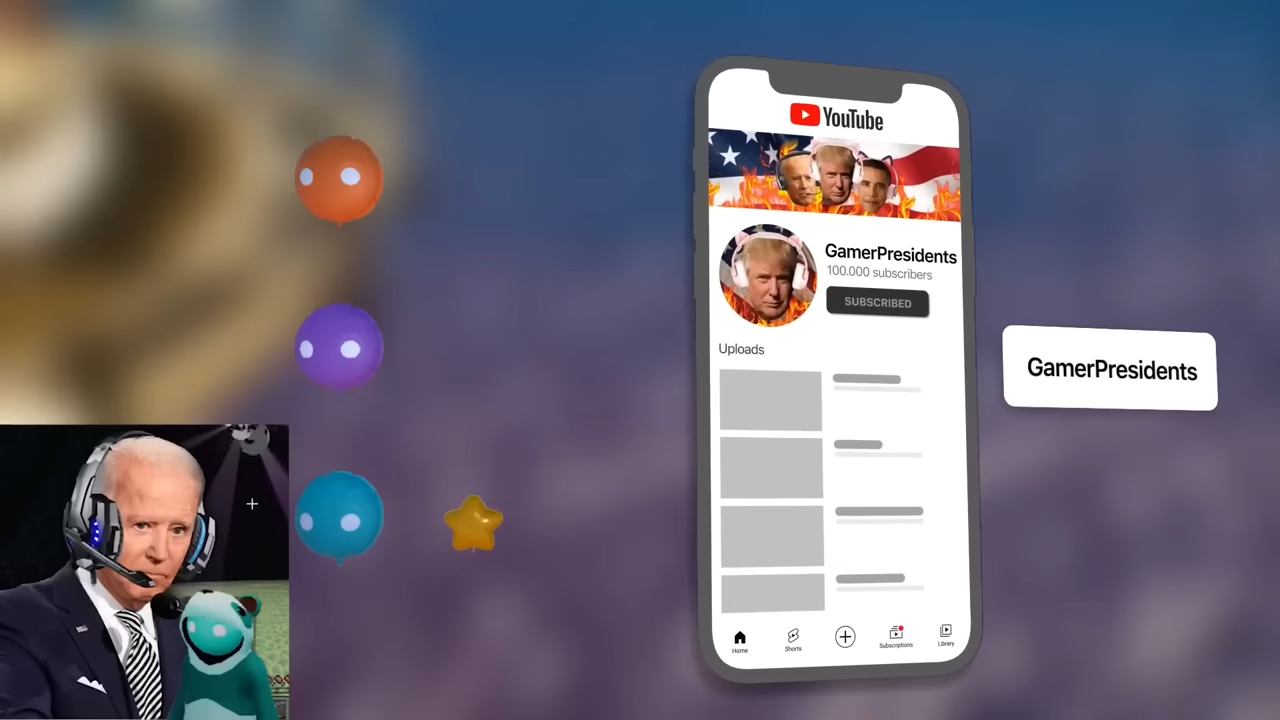 YouTube
GamerPresidents
100.000 subscribers
SUBSCRIBED
Uploads
GamerPresidents
Home
Shorts
Subscriptions
Library